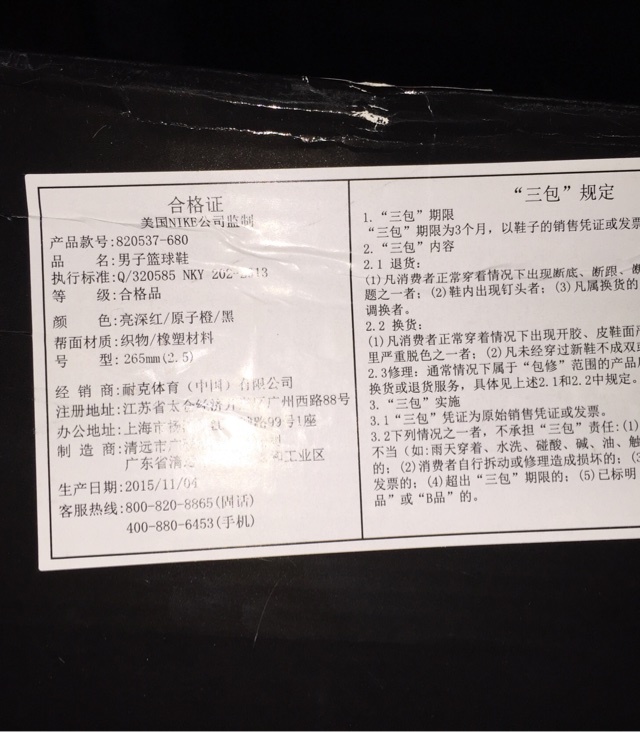 合格证
美国NIKE公司监制
产品款号:820537-680
品 名:男子篮球鞋
执行标准:Q/320585 NKY 202-2013
等 级:合格品
颜 色:亮深红/原子橙/黑
帮面材质:织物/橡塑材料
号 型:265mm(2.5)
经 销 商:耐克体育(中国)有限公司
注册地址:江苏省太仓经济开发区广州西路88号
办公地址:上海市杨 路99号1座
制 造 商:清远市广
广东省清远 工业区
生产日期:2015/11/04
客服热线:800-820-8865(固话)
400-880-6453(手机)
“三包”规定
1. “三包”期限
“三包”期限为3个月，以鞋子的销售凭证或发票
2. “三包”内容
2.1 退货:
(1)凡消费者正常穿着情况下出现断底、断跟、
题之一者; (2)鞋内出现钉头者; (3)凡属换货的
调换者。
2.2 换货:
(1)凡消费者正常穿着情况下出现开胶、皮鞋面
里严重脱色之一者; (2)凡未经穿过新鞋不成双
2.3修理: 通常情况下属于“包修”范围的产品
换货或退货服务，具体见上述2.1和2.2中规定。
3. “三包”实施
3.1“三包”凭证为原始销售凭证或发票。
3.2下列情况之一者，不承担“三包”责任:(1)
不当（如:雨天穿着、水洗、碰酸、碱、油、触
的; (2)消费者自行拆动或修理造成损坏的;
发票的; (4)超出“三包”期限的; (5)已标明
品”或“B品”的。